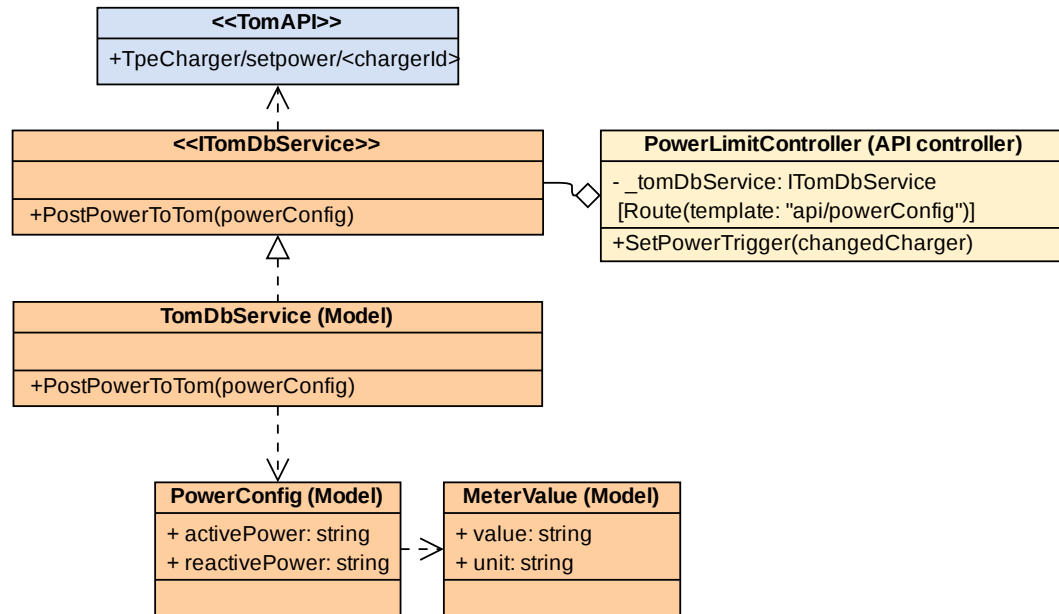 <<TomAPI>>
+TpeCharger/setpower/<chargerId>
<<ITomDbService>>
+PostPowerToTom(powerConfig)
PowerLimitController (API controller)
- _tomDbService: ITomDbService
[Route(template: "api/powerConfig")]
+SetPowerTrigger(changedCharger)
TomDbService (Model)
+PostPowerToTom(powerConfig)
PowerConfig (Model)
+ activePower: string
+ reactivePower: string
MeterValue (Model)
+ value: string
+ unit: string